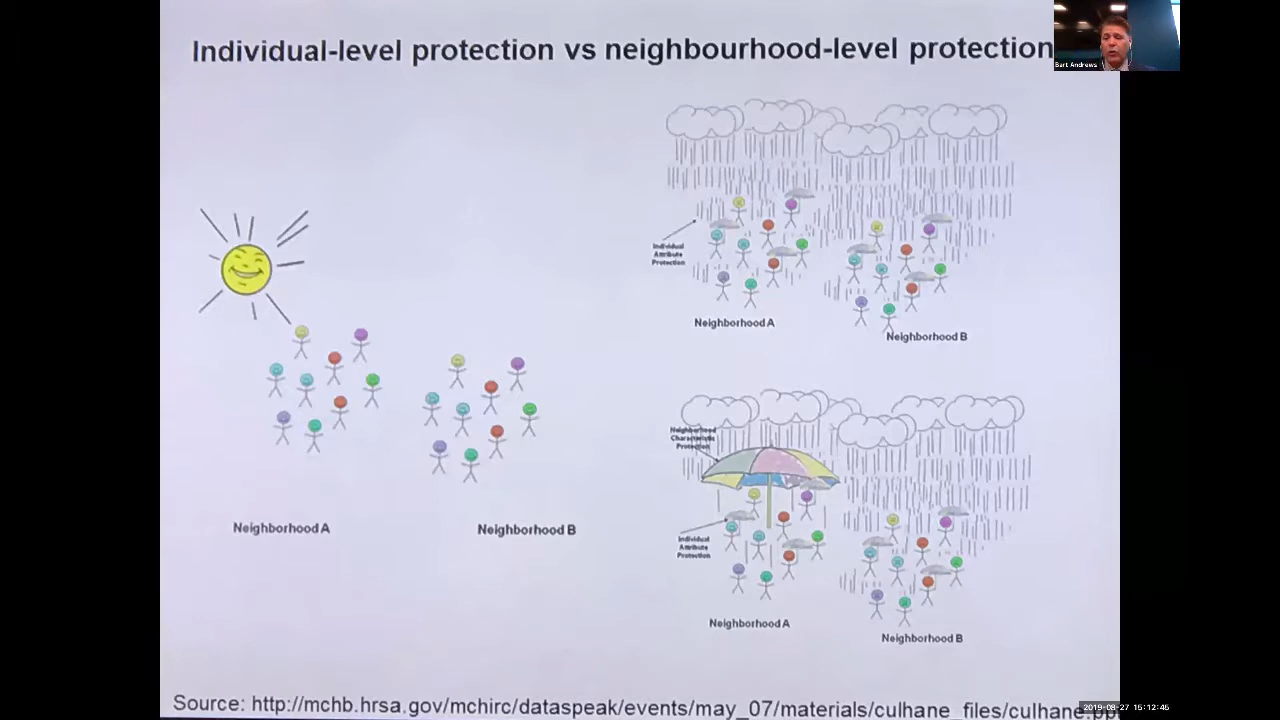 Individual-level protection vs neighbourhood-level protection
Bart Andrews
Individual
Attribute
Protection
Neighborhood A
Neighborhood B
Neighborhood A
Neighborhood B
Neighborhood
Characteristic
Protection
Individual
Attribute
Protection
Neighborhood A
Neighborhood B
Source: http://mchb.hrsa.gov/mchirc/dataspeak/events/may_07/materials/culhane_files/culhane.pp
2019-08-27 15:12:45